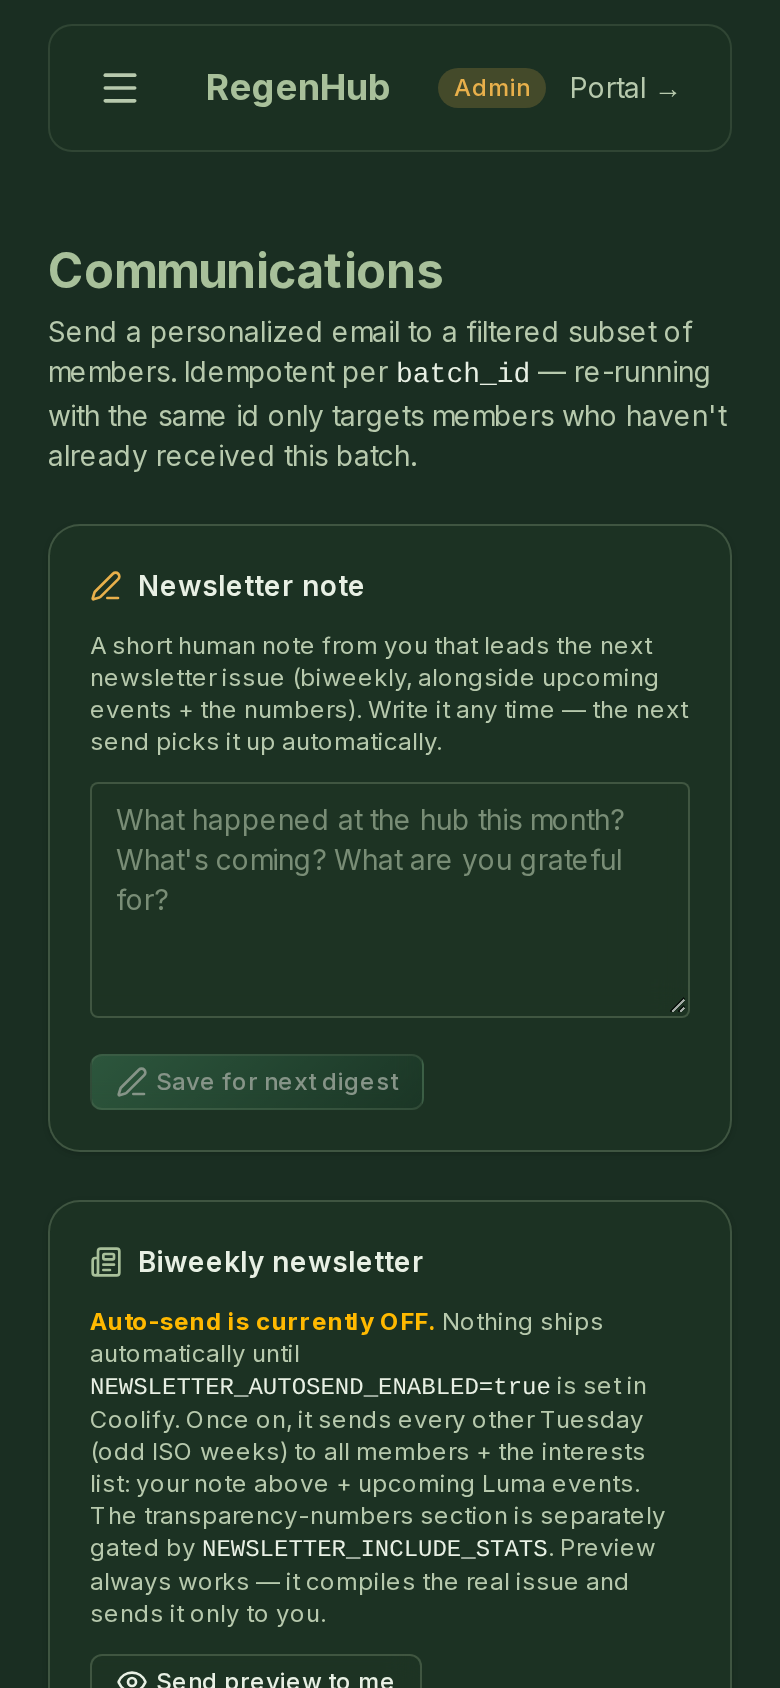 RegenHub
Admin
Portal →
Communications
Send a personalized email to a filtered subset of
members. Idempotent per batch_id — re-running
with the same id only targets members who haven't
already received this batch.
Newsletter note
A short human note from you that leads the next
newsletter issue (biweekly, alongside upcoming
events + the numbers). Write it any time — the next
send picks it up automatically.
What happened at the hub this month?
What's coming? What are you grateful
for?
Save for next digest
Biweekly newsletter
Auto-send is currently OFF. Nothing ships
automatically until
NEWSLETTER_AUTOSEND_ENABLED=true is set in
Coolify. Once on, it sends every other Tuesday
(odd ISO weeks) to all members + the interests
list: your note above + upcoming Luma events.
The transparency-numbers section is separately
gated by NEWSLETTER_INCLUDE_STATS. Preview
always works — it compiles the real issue and
sends it only to you.
Send preview to me